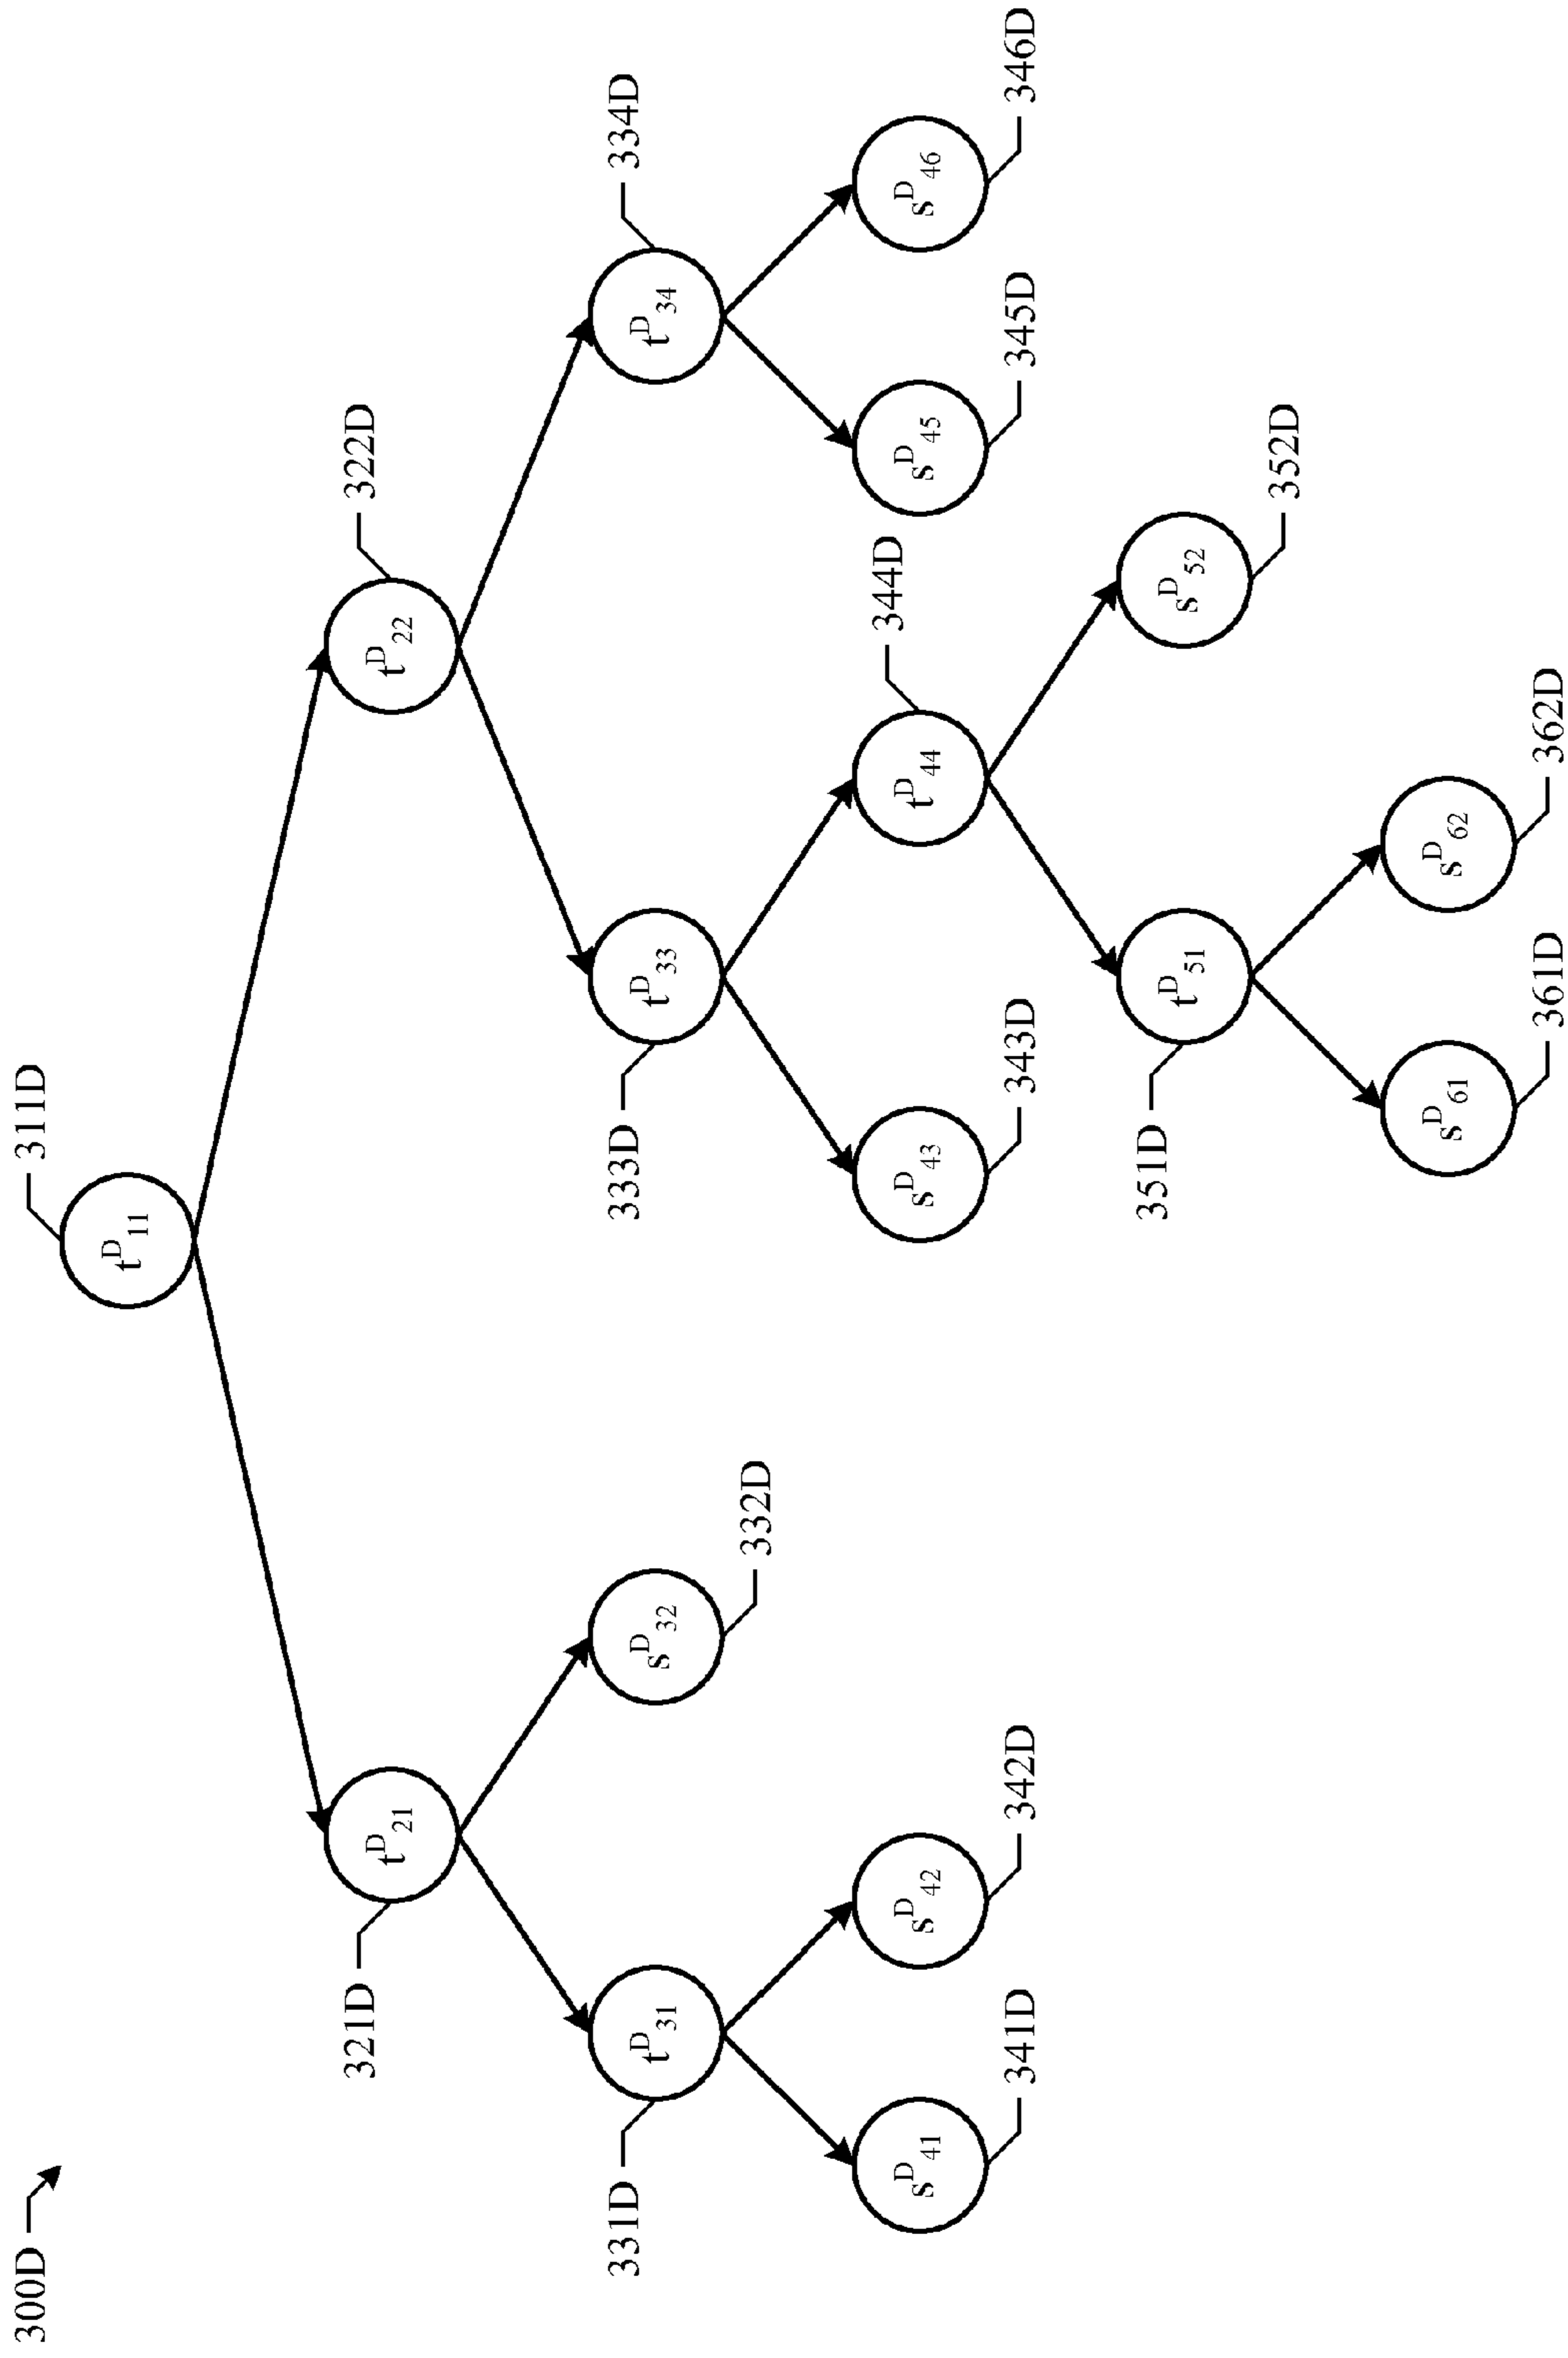 300D
311D
t^D_11
321D
t^D_21
t^D_22
322D
331D
t^D_31
s^D_32
332D
333D
t^D_33
t^D_34
334D
s^D_41
341D
s^D_42
342D
s^D_43
343D
t^D_44
344D
s^D_45
345D
s^D_46
346D
351D
t^D_51
s^D_52
352D
s^D_61
361D
s^D_62
362D